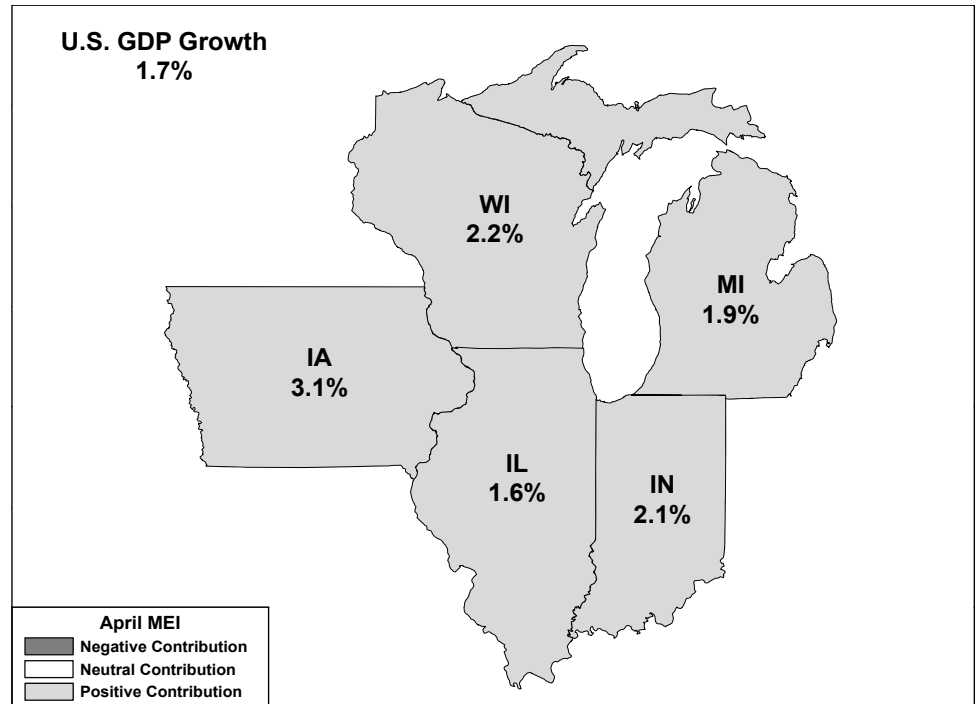 U.S. GDP Growth
1.7%
WI
2.2%
MI
1.9%
IA
3.1%
IL
1.6%
IN
2.1%
April MEI
Negative Contribution
Neutral Contribution
Positive Contribution